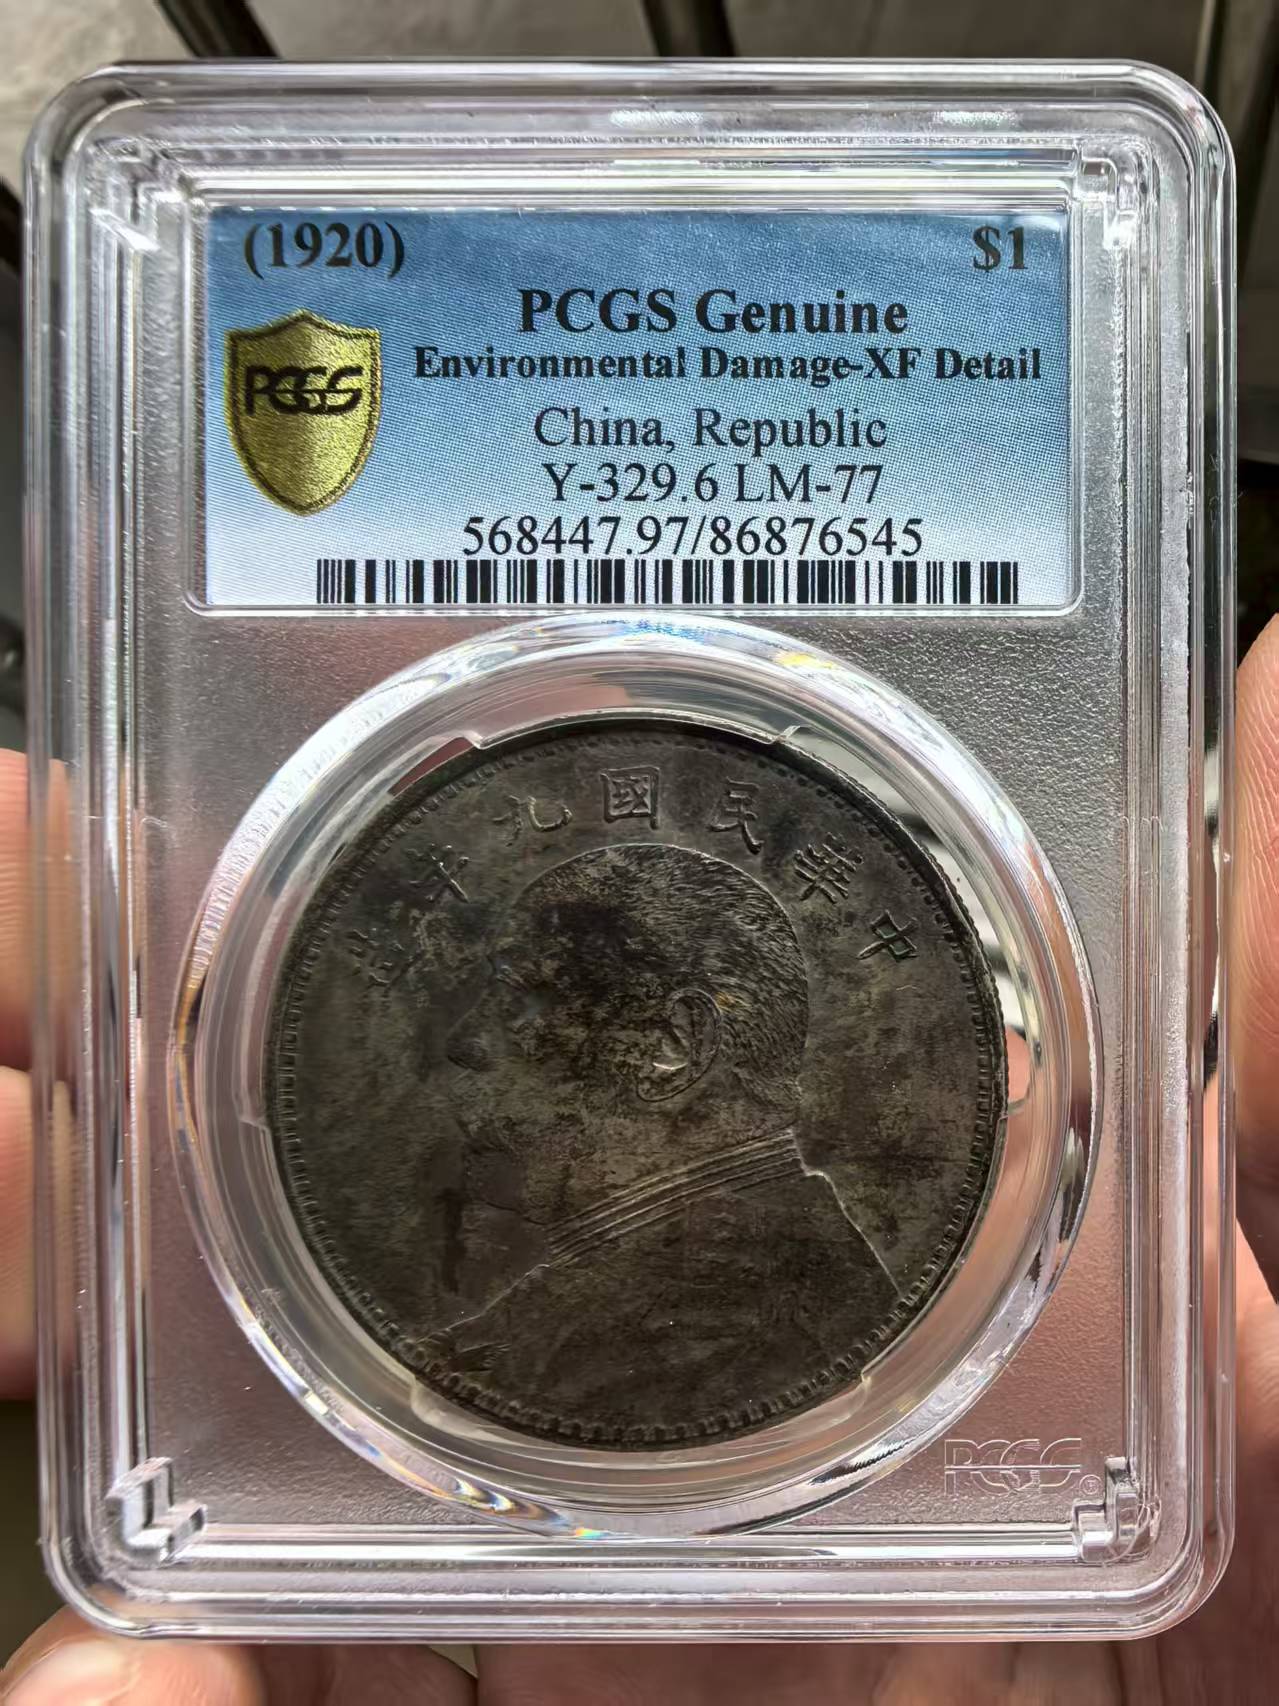 (1920) $1
PCGS Genuine
PCGS
Environmental Damage-XF Detail
China, Republic
Y-329.6 LM-77
568447.97/86876545
造年九國民華中
PCGS